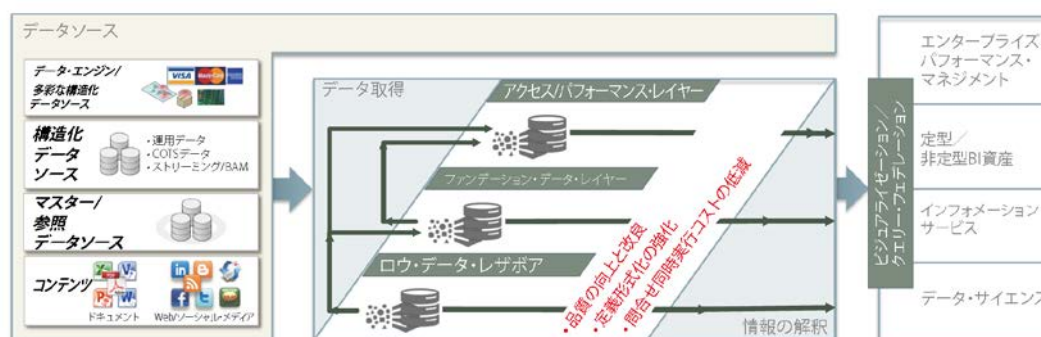 データソース
データ・エンジン/
多彩な構造化
データソース
VISA
MasterCard
構造化
データ
ソース
・運用データ
・COTSデータ
・ストリーミング/BAM
マスター/
参照
データソース
コンテンツ
ドキュメント
Web/ソーシャル・メディア
データ取得
アクセス/パフォーマンス・レイヤー
ファンデーション・データ・レイヤー
ロウ・データ・レザボア
・品質の向上と改良
・定義形式化の強化
・問合せ同時実行コストの低減
情報の解釈
ビジュアライゼーション/
クエリー・フェデレーション
エンタープライズ
パフォーマンス・
マネジメント
定型/
非定型BI資産
インフォメーション
サービス
データ・サイエンス